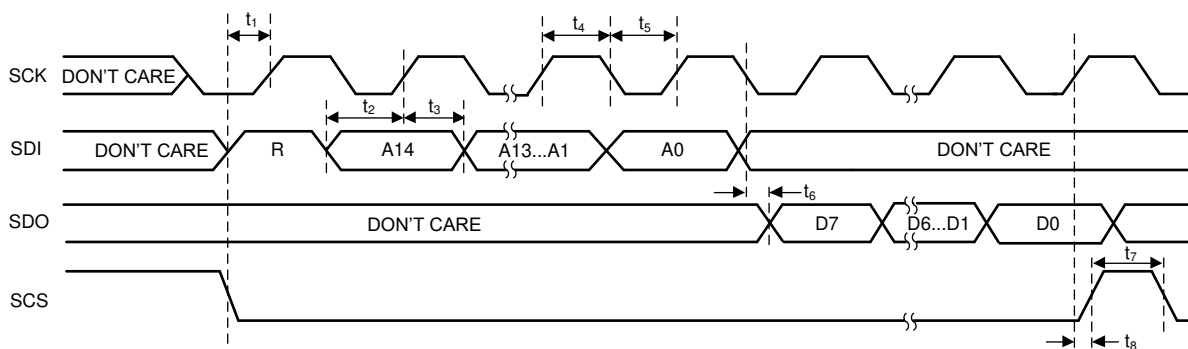 t1 t4 t5
SCK DON'T CARE
t2 t3
SDI DON'T CARE R A14 A13...A1 A0 DON'T CARE
t6
SDO DON'T CARE D7 D6...D1 D0
t7
SCS
t8